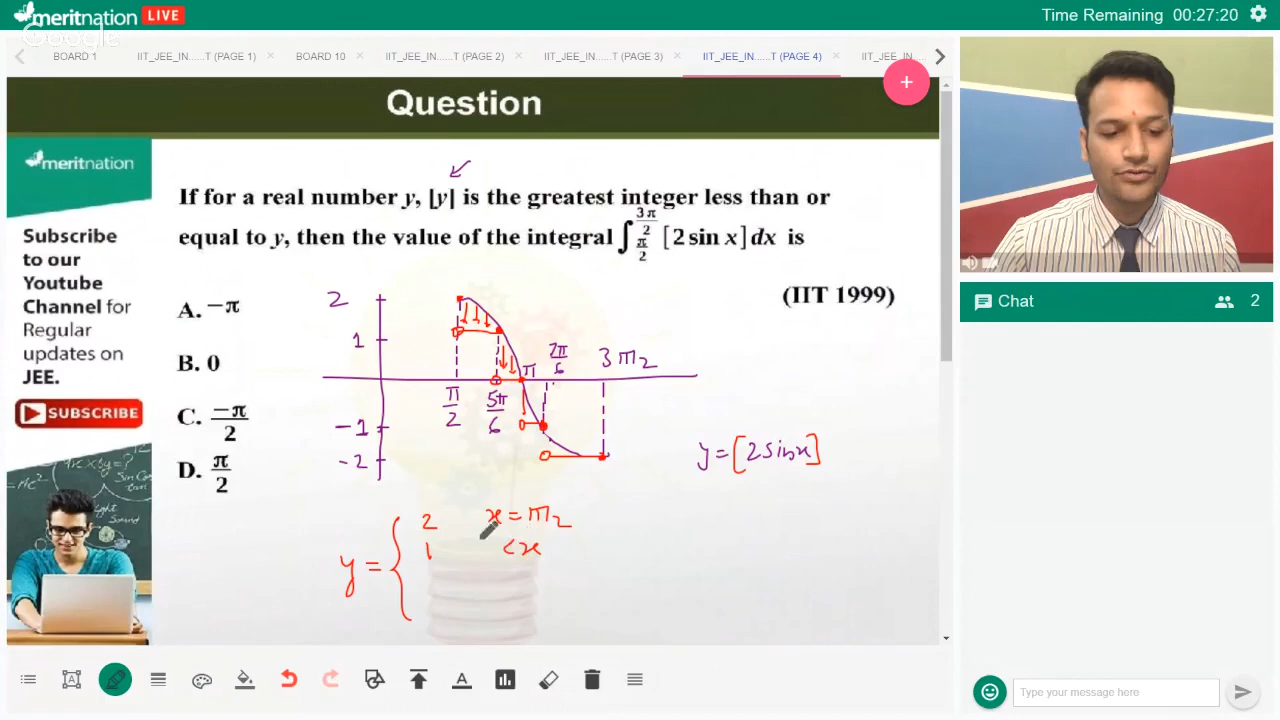 meritnation LIVE
Google
Time Remaining 00:27:20
BOARD 1
IIT_JEE_IN......T (PAGE 1) ×
BOARD 10 ×
IIT_JEE_IN......T (PAGE 2) ×
IIT_JEE_IN......T (PAGE 3) ×
IIT_JEE_IN......T (PAGE 4) ×
IIT_JEE_IN......
Question
meritnation
If for a real number y, [y] is the greatest integer less than or
equal to y, then the value of the integral ∫ 3π/2 π/2 [2 sin x] dx is
(IIT 1999)
A. −π
B. 0
C. −π/2
D. π/2
Subscribe
to our
Youtube
Channel for
Regular
updates on
JEE.
SUBSCRIBE
2
1
−1
−2
π/2
5π/6
π
7π/6
3π/2
y = [2 sin x]
y = {
2 x = π/2
1 < x
Chat 2
Type your message here